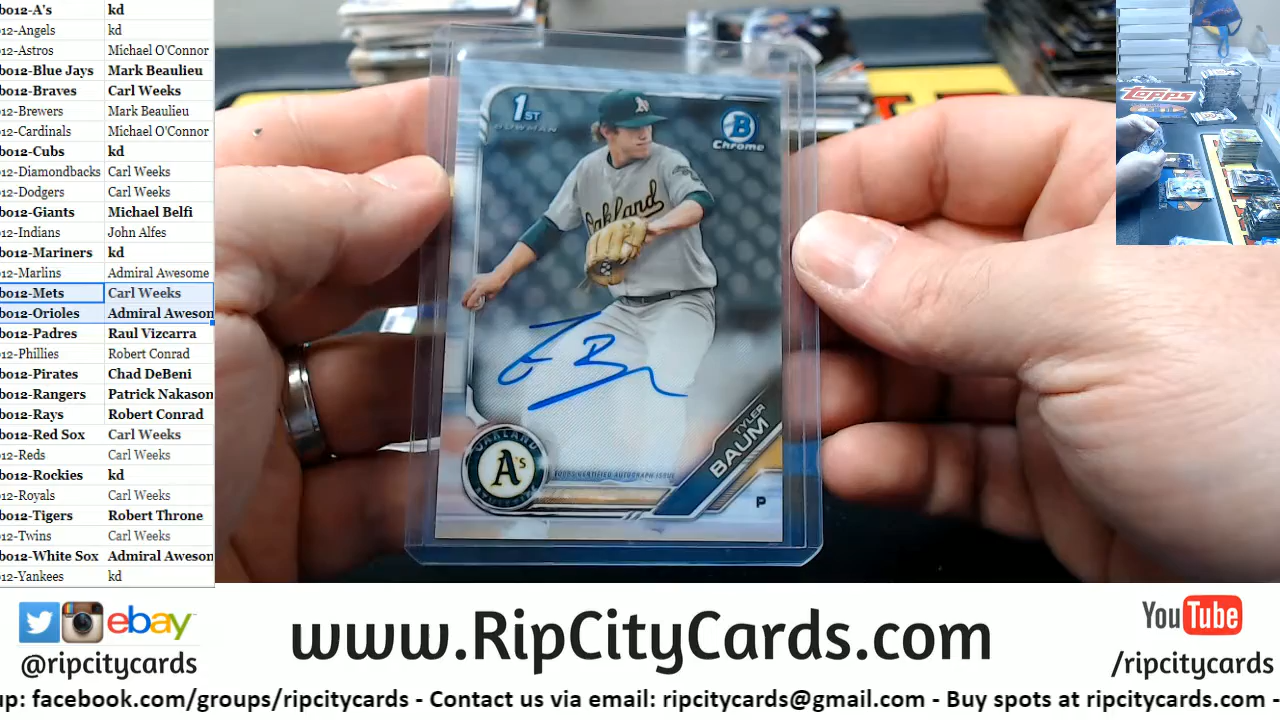 bo12-A's kd
12-Angels kd
12-Astros Michael O'Connor
bo12-Blue Jays Mark Beaulieu
bo12-Braves Carl Weeks
12-Brewers Mark Beaulieu
12-Cardinals Michael O'Connor
bo12-Cubs kd
12-Diamondbacks Carl Weeks
12-Dodgers Carl Weeks
bo12-Giants Michael Belfi
12-Indians John Alfes
bo12-Mariners kd
12-Marlins Admiral Awesome
bo12-Mets Carl Weeks
bo12-Orioles Admiral Aweson
bo12-Padres Raul Vizcarra
12-Phillies Robert Conrad
bo12-Pirates Chad DeBeni
bo12-Rangers Patrick Nakason
bo12-Rays Robert Conrad
bo12-Red Sox Carl Weeks
12-Reds Carl Weeks
bo12-Rockies kd
12-Royals Carl Weeks
bo12-Tigers Robert Throne
12-Twins Carl Weeks
bo12-White Sox Admiral Aweson
12-Yankees kd
1ST
BOWMAN
B
Chrome
A's
Oakland
OAKLAND
A's
TOPPS CERTIFIED AUTOGRAPH ISSUE
TYLER
BAUM
P
Topps
ebay
@ripcitycards
www.RipCityCards.com
YouTube
/ripcitycards
up: facebook.com/groups/ripcitycards - Contact us via email: ripcitycards@gmail.com - Buy spots at ripcitycards.com -